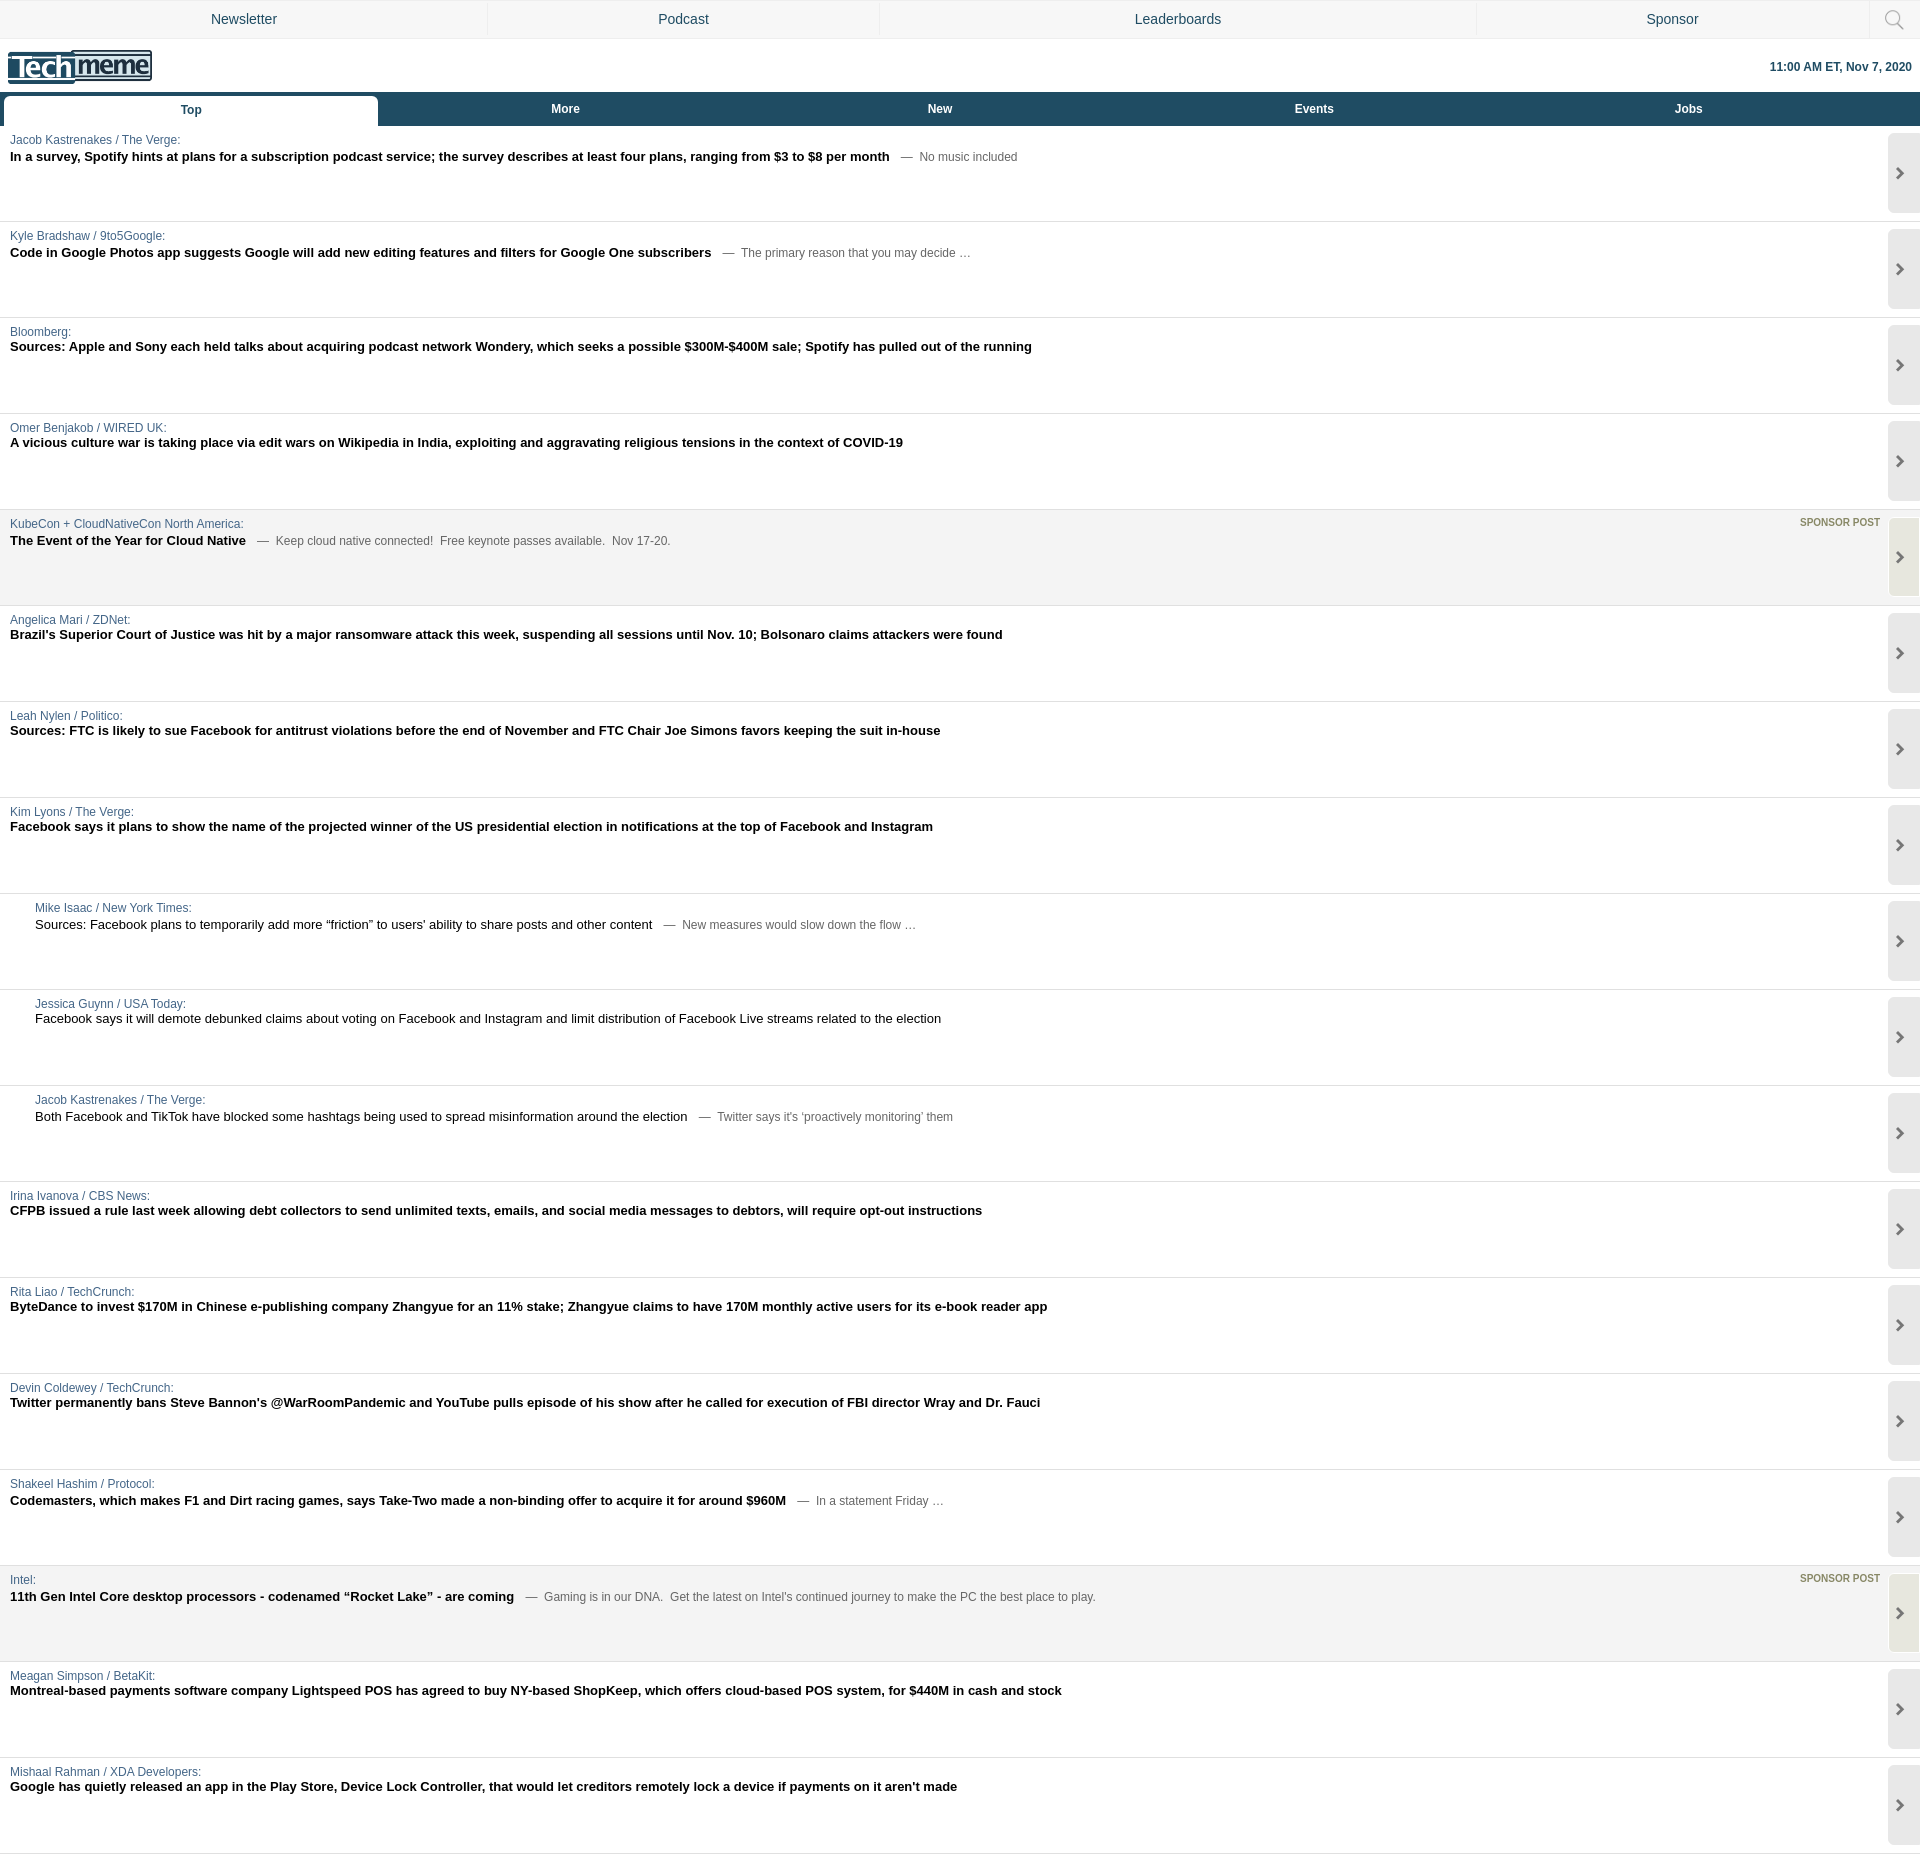 Newsletter
Podcast
Leaderboards
Sponsor
Techmeme
11:00 AM ET, Nov 7, 2020
Top
More
New
Events
Jobs
Jacob Kastrenakes / The Verge:
In a survey, Spotify hints at plans for a subscription podcast service; the survey describes at least four plans, ranging from $3 to $8 per month — No music included
Kyle Bradshaw / 9to5Google:
Code in Google Photos app suggests Google will add new editing features and filters for Google One subscribers — The primary reason that you may decide …
Bloomberg:
Sources: Apple and Sony each held talks about acquiring podcast network Wondery, which seeks a possible $300M-$400M sale; Spotify has pulled out of the running
Omer Benjakob / WIRED UK:
A vicious culture war is taking place via edit wars on Wikipedia in India, exploiting and aggravating religious tensions in the context of COVID-19
KubeCon + CloudNativeCon North America:
SPONSOR POST
The Event of the Year for Cloud Native — Keep cloud native connected! Free keynote passes available. Nov 17-20.
Angelica Mari / ZDNet:
Brazil's Superior Court of Justice was hit by a major ransomware attack this week, suspending all sessions until Nov. 10; Bolsonaro claims attackers were found
Leah Nylen / Politico:
Sources: FTC is likely to sue Facebook for antitrust violations before the end of November and FTC Chair Joe Simons favors keeping the suit in-house
Kim Lyons / The Verge:
Facebook says it plans to show the name of the projected winner of the US presidential election in notifications at the top of Facebook and Instagram
Mike Isaac / New York Times:
Sources: Facebook plans to temporarily add more “friction” to users' ability to share posts and other content — New measures would slow down the flow …
Jessica Guynn / USA Today:
Facebook says it will demote debunked claims about voting on Facebook and Instagram and limit distribution of Facebook Live streams related to the election
Jacob Kastrenakes / The Verge:
Both Facebook and TikTok have blocked some hashtags being used to spread misinformation around the election — Twitter says it's ‘proactively monitoring’ them
Irina Ivanova / CBS News:
CFPB issued a rule last week allowing debt collectors to send unlimited texts, emails, and social media messages to debtors, will require opt-out instructions
Rita Liao / TechCrunch:
ByteDance to invest $170M in Chinese e-publishing company Zhangyue for an 11% stake; Zhangyue claims to have 170M monthly active users for its e-book reader app
Devin Coldewey / TechCrunch:
Twitter permanently bans Steve Bannon's @WarRoomPandemic and YouTube pulls episode of his show after he called for execution of FBI director Wray and Dr. Fauci
Shakeel Hashim / Protocol:
Codemasters, which makes F1 and Dirt racing games, says Take-Two made a non-binding offer to acquire it for around $960M — In a statement Friday …
Intel:
SPONSOR POST
11th Gen Intel Core desktop processors - codenamed “Rocket Lake” - are coming — Gaming is in our DNA. Get the latest on Intel's continued journey to make the PC the best place to play.
Meagan Simpson / BetaKit:
Montreal-based payments software company Lightspeed POS has agreed to buy NY-based ShopKeep, which offers cloud-based POS system, for $440M in cash and stock
Mishaal Rahman / XDA Developers:
Google has quietly released an app in the Play Store, Device Lock Controller, that would let creditors remotely lock a device if payments on it aren't made